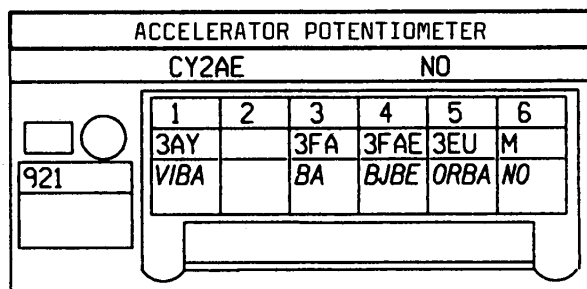 ACCELERATOR POTENTIOMETER
CY2AE NO
1 2 3 4 5 6
3AY 3FA 3FAE 3EU M
921
VIBA BA BJBE ORBA NO